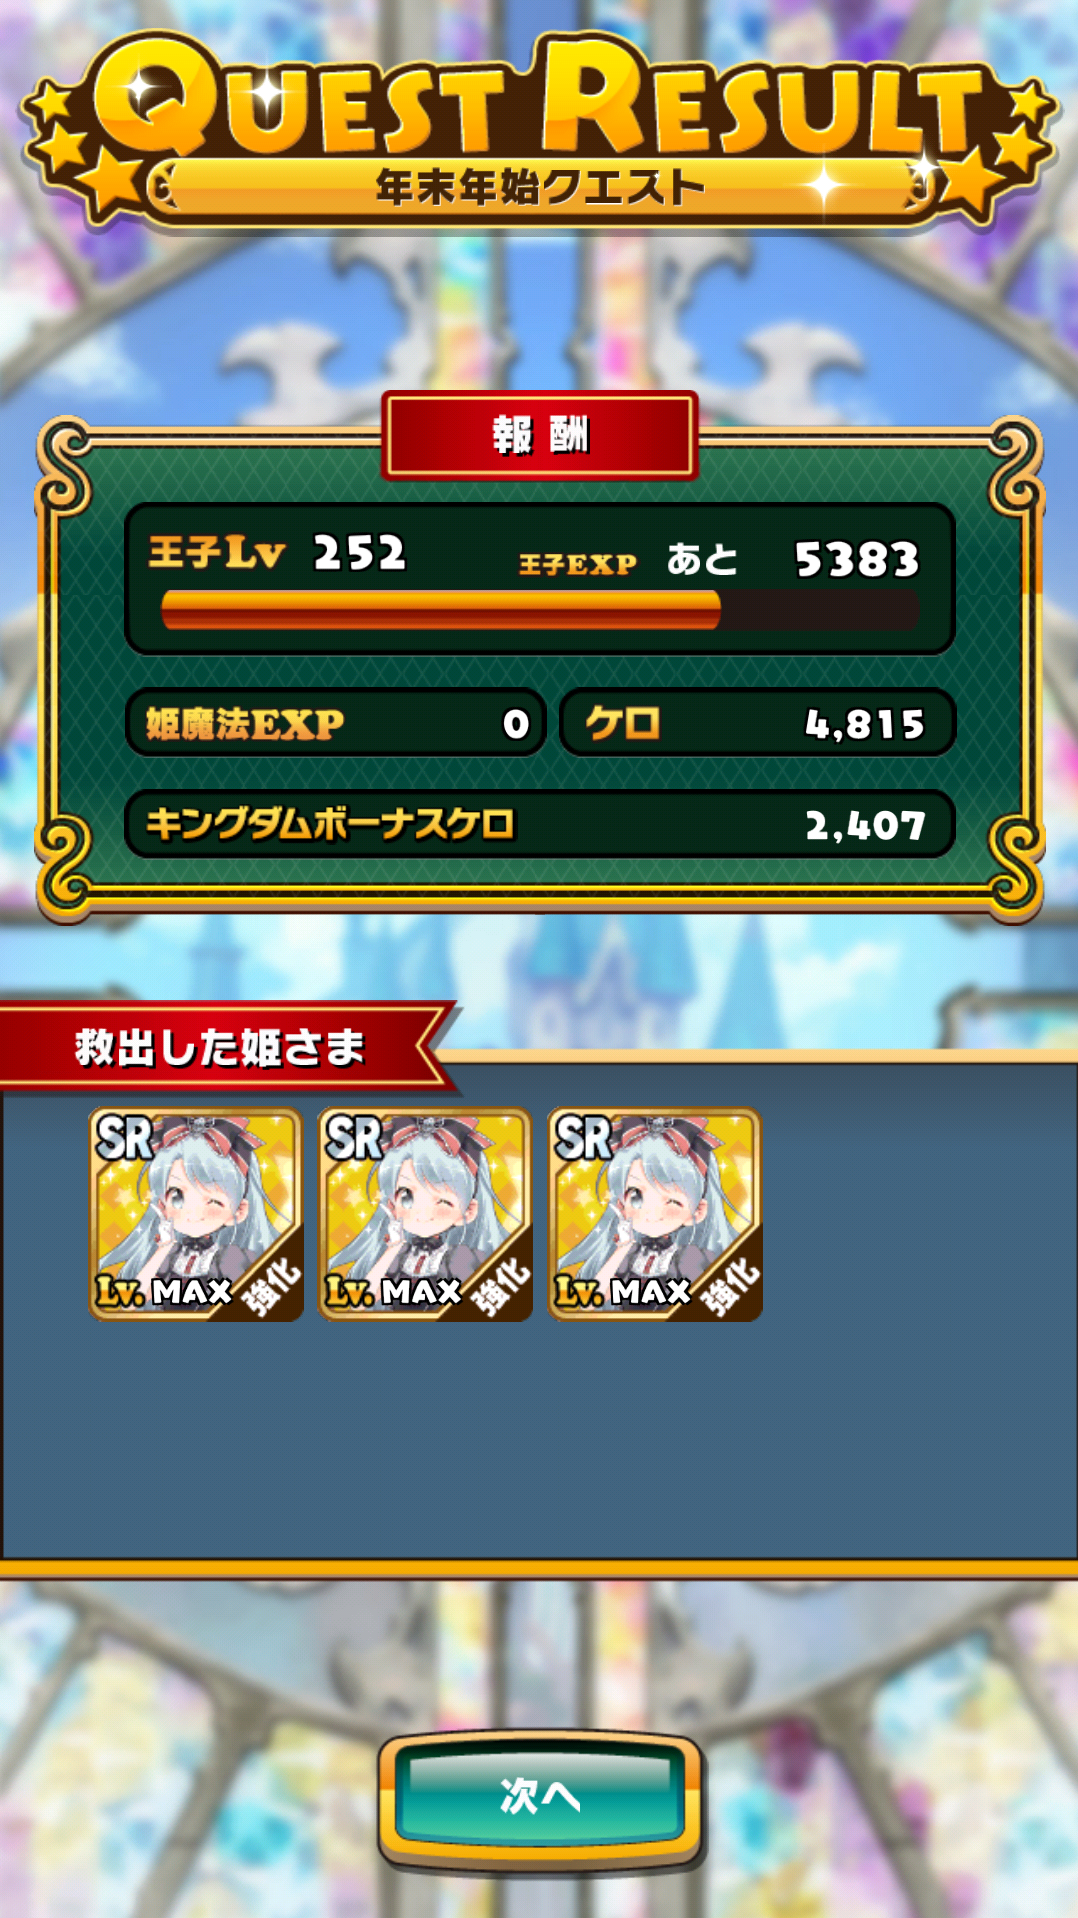 QUEST RESULT
年末年始クエスト
報酬
王子Lv 252 王子EXP あと 5383
姫魔法EXP 0 ケロ 4,815
キングダムボーナスケロ 2,407
救出した姫さま
SR SR SR
Lv. MAX 強化 Lv. MAX 強化 Lv. MAX 強化
次へ